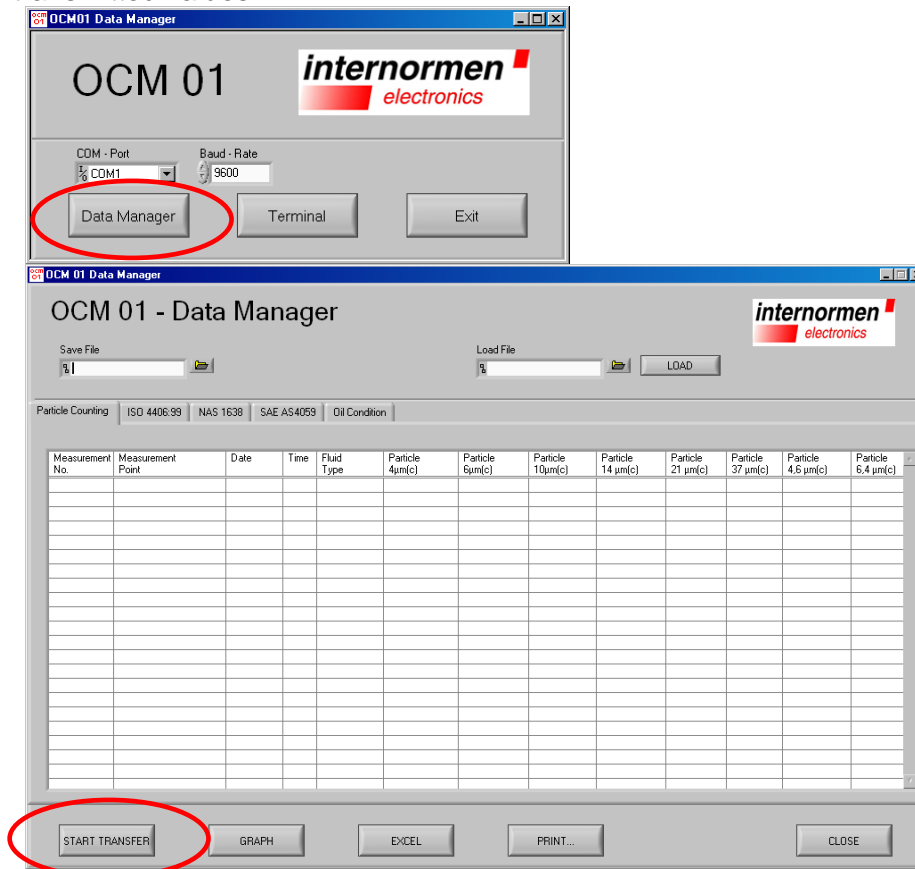 OCM01 Data Manager
OCM 01
internormen
electronics
COM - Port Baud - Rate
COM1 9600
Data Manager Terminal Exit
OCM 01 Data Manager
OCM 01 - Data Manager
internormen
electronics
Save File Load File
LOAD
Particle Counting ISO 4406:99 NAS 1638 SAE AS4059 Oil Condition
Measurement Measurement Date Time Fluid Particle Particle Particle Particle Particle Particle Particle Particle
No. Point Type 4µm(c) 6µm(c) 10µm(c) 14 µm(c) 21 µm(c) 37 µm(c) 4,6 µm(c) 6,4 µm(c)
START TRANSFER GRAPH EXCEL PRINT... CLOSE